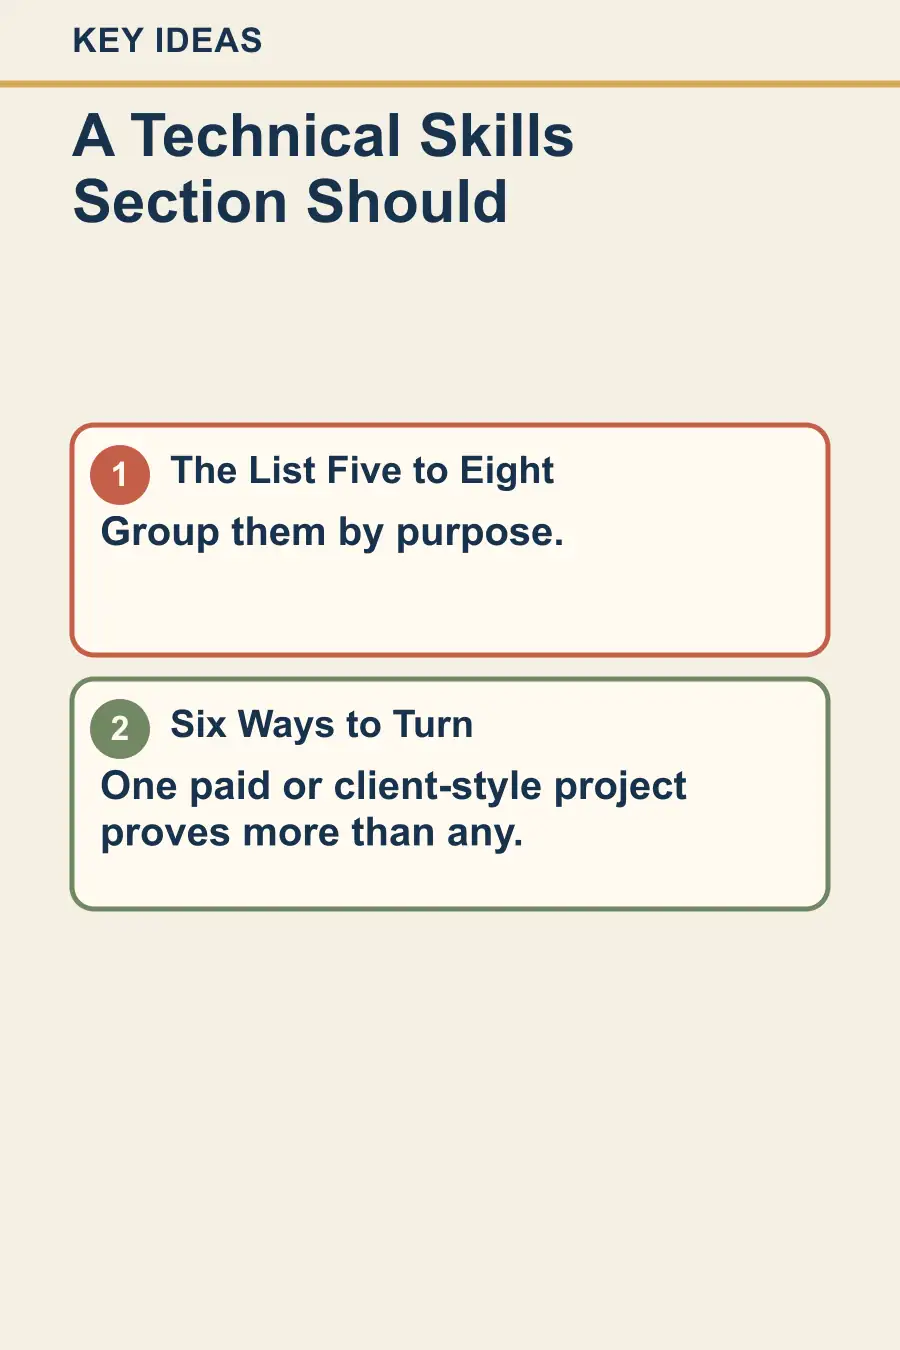 KEY IDEAS
A Technical Skills
Section Should
1 The List Five to Eight
Group them by purpose.
2 Six Ways to Turn
One paid or client-style project
proves more than any.